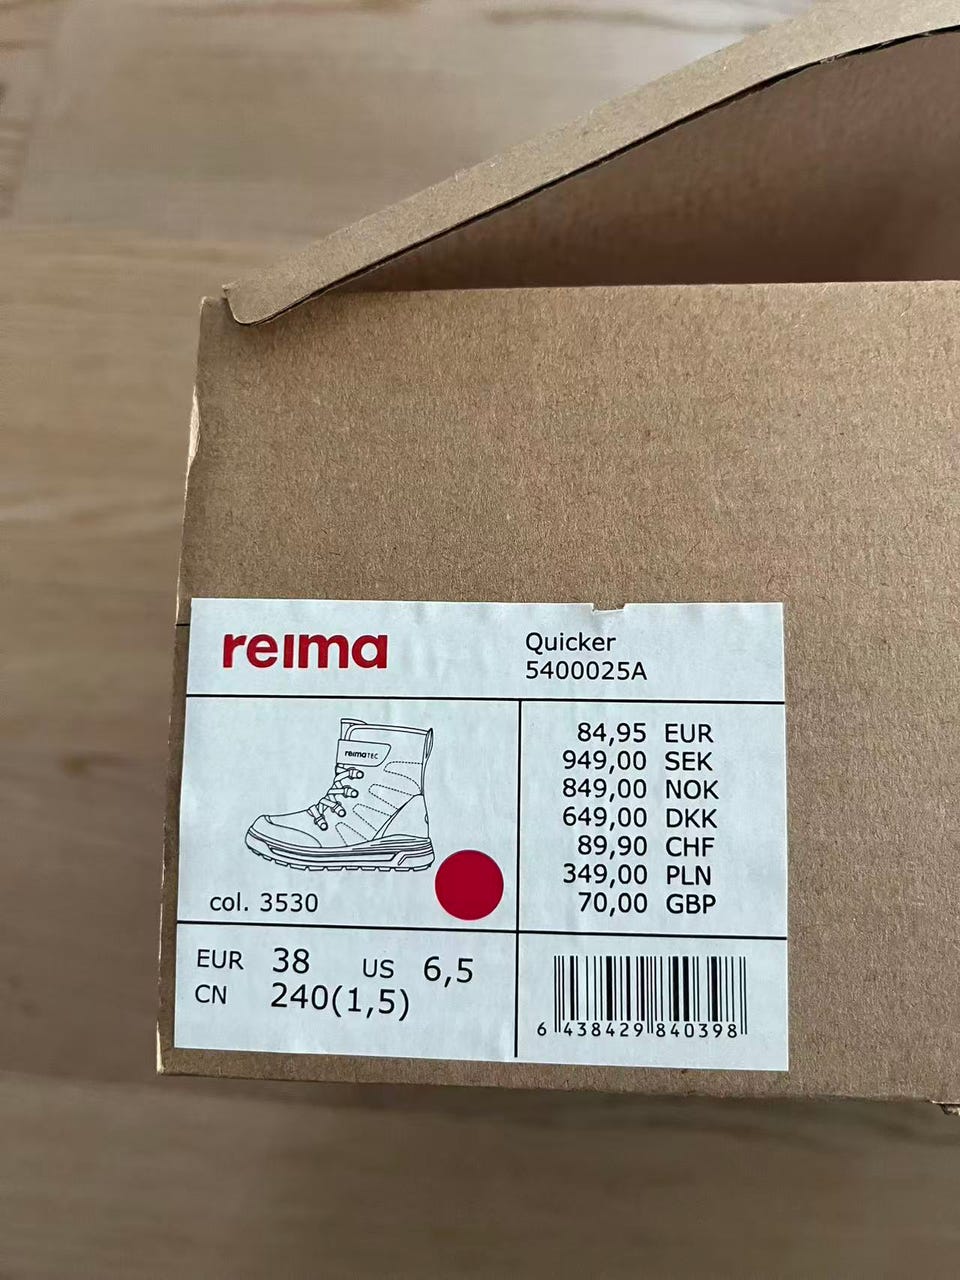 reima
Quicker
5400025A
reimaTEC
col. 3530
84,95 EUR
949,00 SEK
849,00 NOK
649,00 DKK
89,90 CHF
349,00 PLN
70,00 GBP
EUR 38 US 6,5
CN 240(1,5)
6 438429 840398